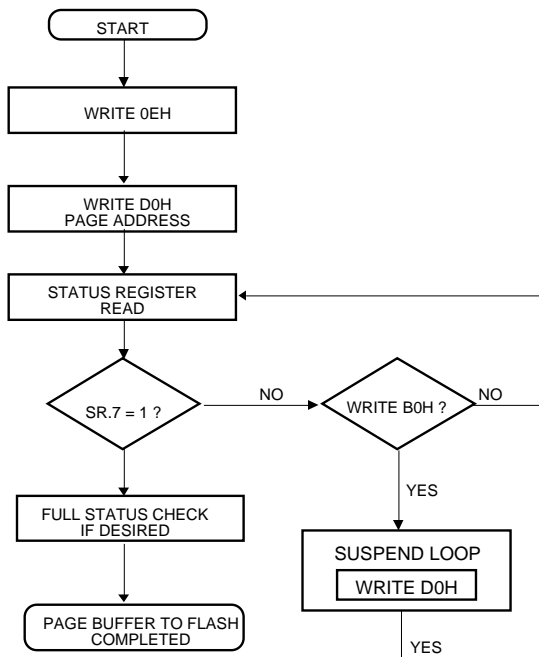 START
WRITE 0EH
WRITE D0H
PAGE ADDRESS
STATUS REGISTER
READ
SR.7 = 1 ?
NO
WRITE B0H ?
NO
YES
FULL STATUS CHECK
IF DESIRED
SUSPEND LOOP
WRITE D0H
PAGE BUFFER TO FLASH
COMPLETED
YES